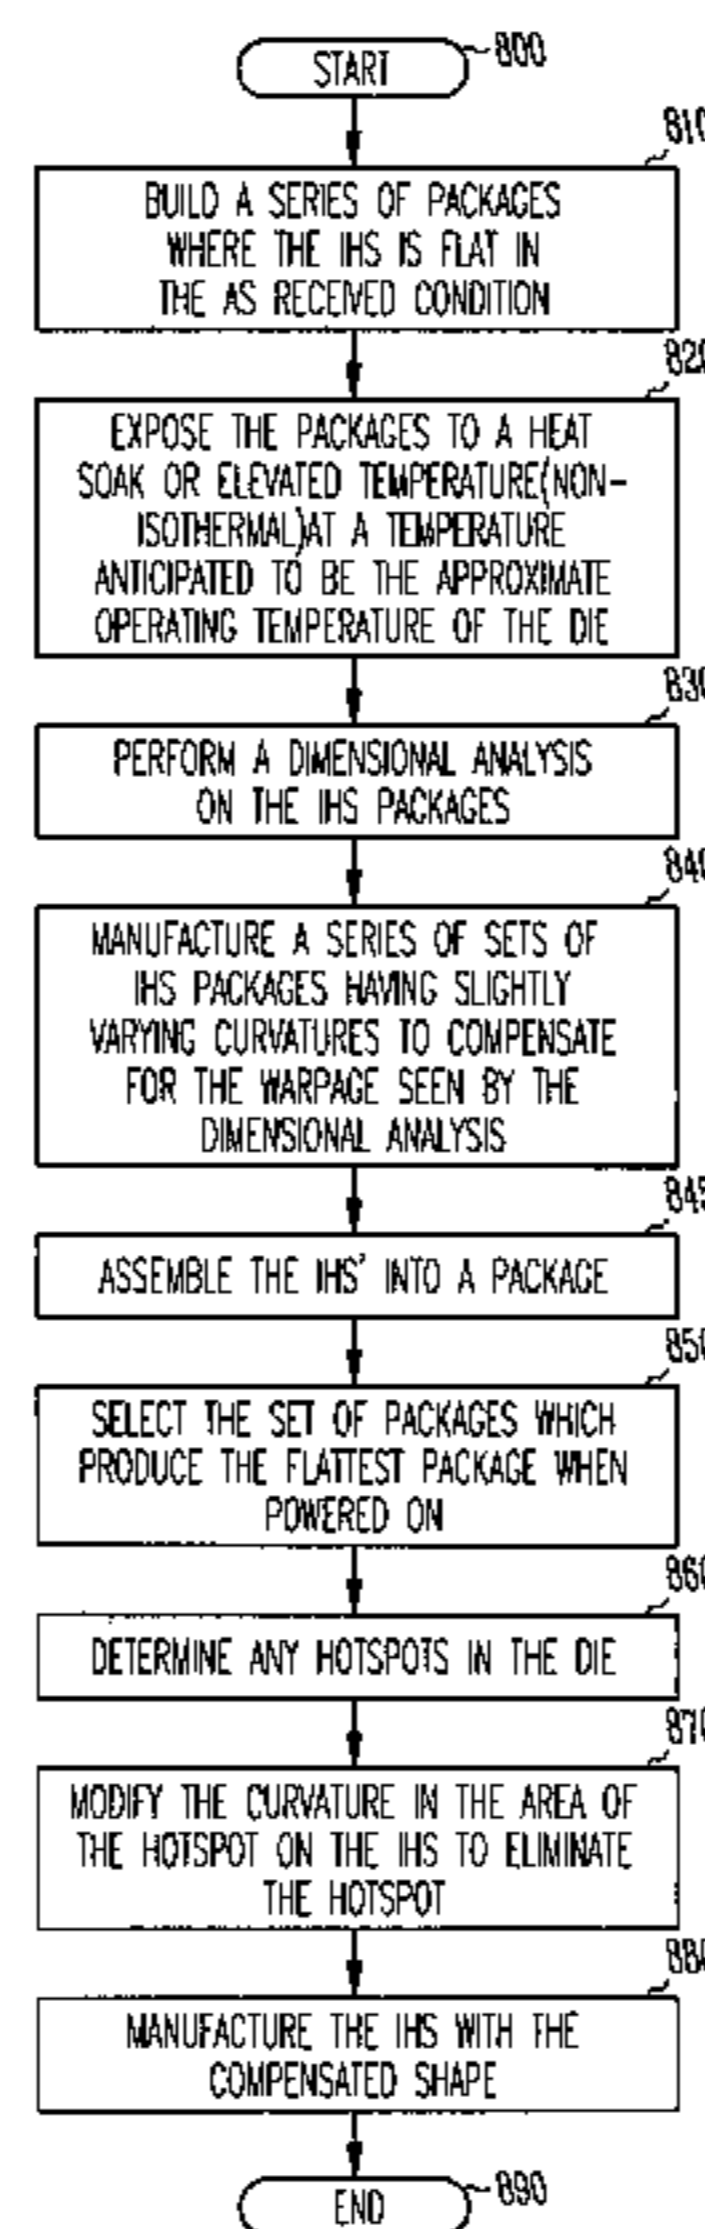 START
800
810
BUILD A SERIES OF PACKAGES
WHERE THE IHS IS FLAT IN
THE AS RECEIVED CONDITION
820
EXPOSE THE PACKAGES TO A HEAT
SOAK OR ELEVATED TEMPERATURE(NON-
ISOTHERMAL)AT A TEMPERATURE
ANTICIPATED TO BE THE APPROXIMATE
OPERATING TEMPERATURE OF THE DIE
830
PERFORM A DIMENSIONAL ANALYSIS
ON THE IHS PACKAGES
840
MANUFACTURE A SERIES OF SETS OF
IHS PACKAGES HAVING SLIGHTLY
VARYING CURVATURES TO COMPENSATE
FOR THE WARPAGE SEEN BY THE
DIMENSIONAL ANALYSIS
845
ASSEMBLE THE IHS' INTO A PACKAGE
850
SELECT THE SET OF PACKAGES WHICH
PRODUCE THE FLATTEST PACKAGE WHEN
POWERED ON
860
DETERMINE ANY HOTSPOTS IN THE DIE
870
MODIFY THE CURVATURE IN THE AREA OF
THE HOTSPOT ON THE IHS TO ELIMINATE
THE HOTSPOT
880
MANUFACTURE THE IHS WITH THE
COMPENSATED SHAPE
END
890